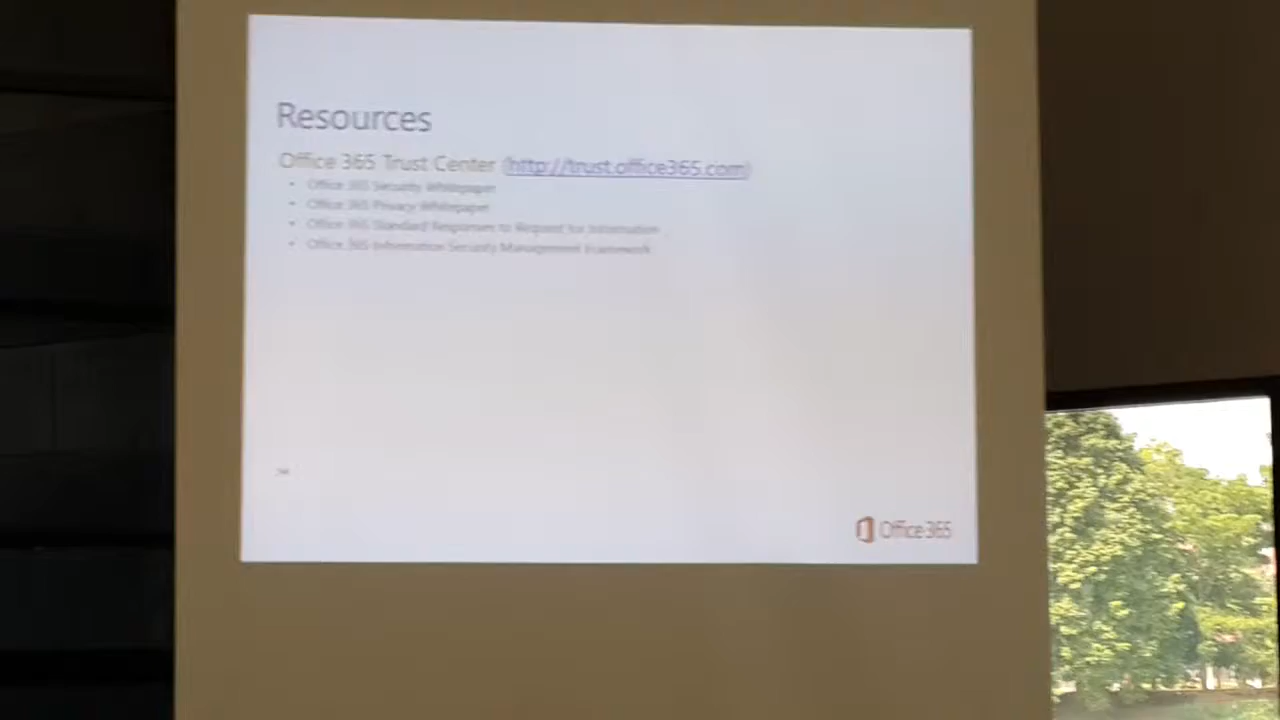 Resources
Office 365 Trust Center (http://trust.office365.com)
• Office 365 Security Whitepaper
• Office 365 Privacy Whitepaper
• Office 365 Standard Responses to Request for Information
• Office 365 Information Security Management Framework
Office 365